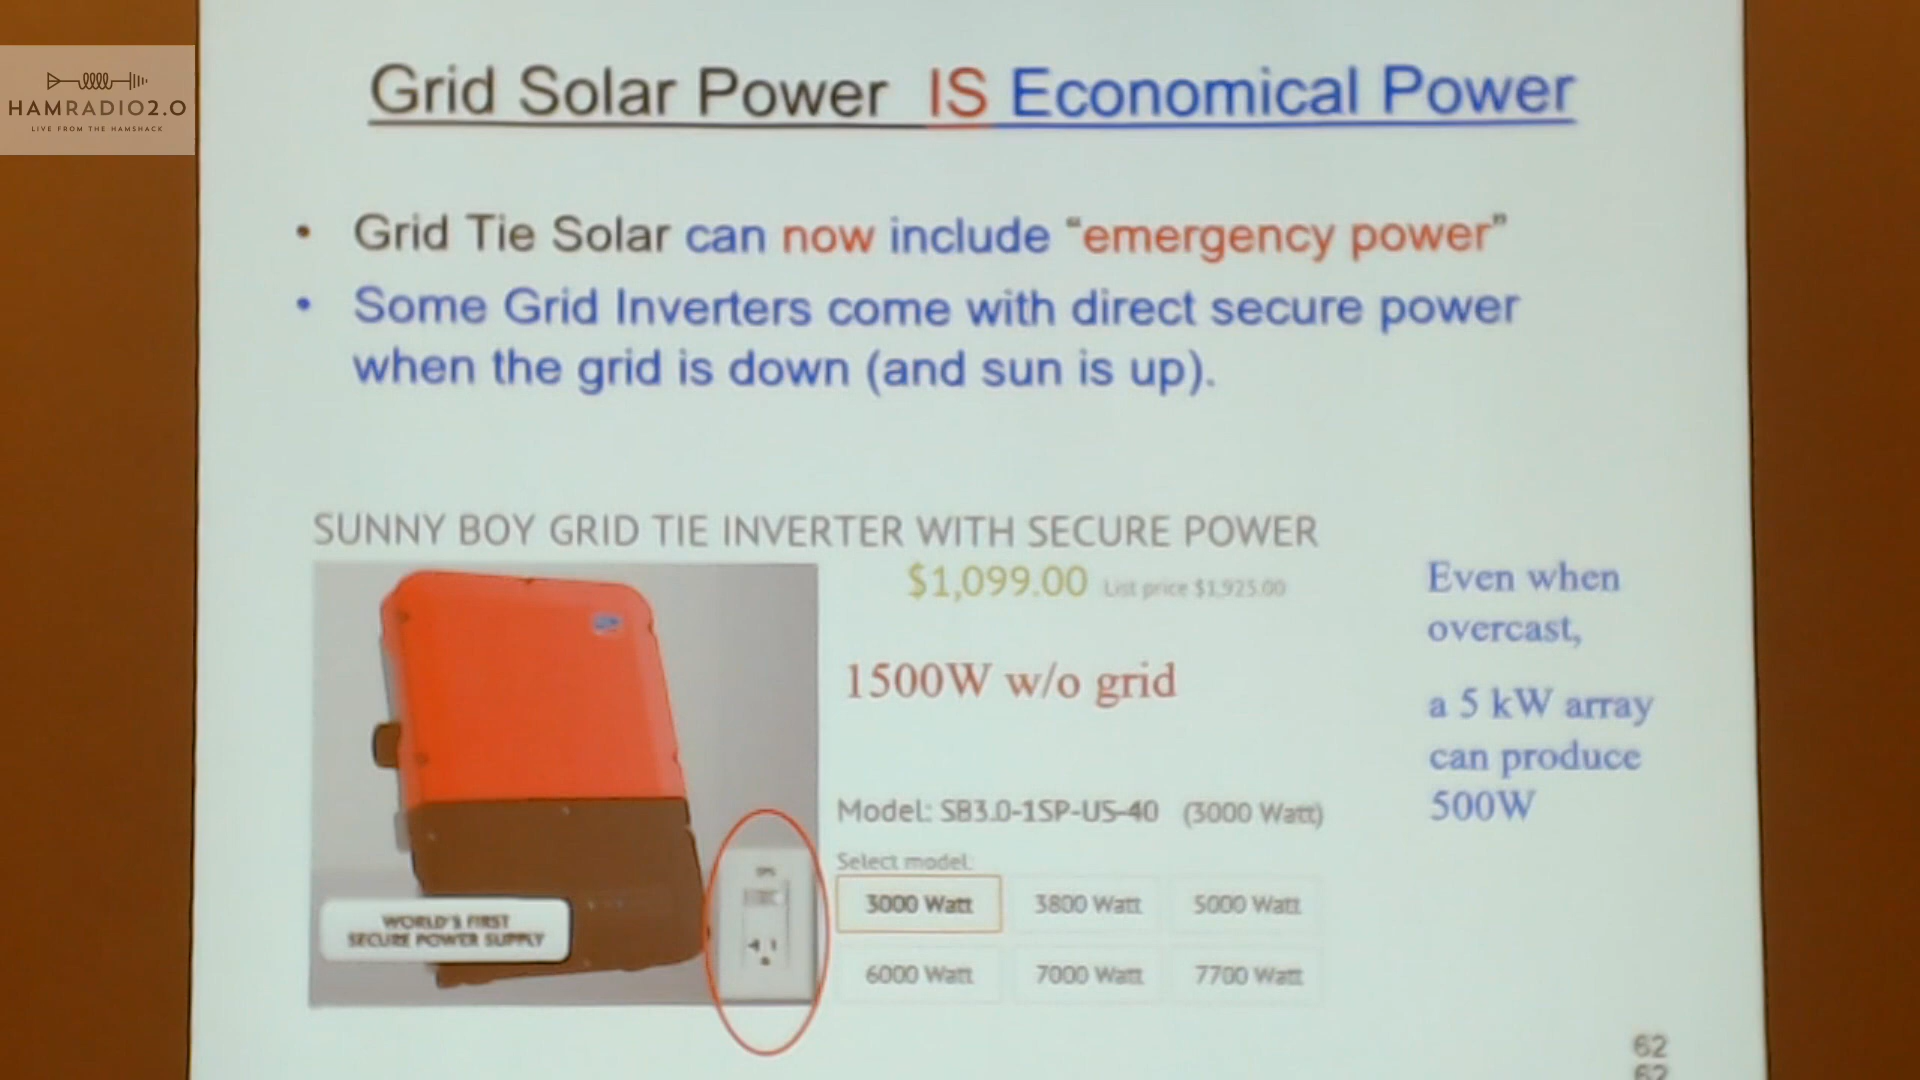 HAMRADIO2.0
LIVE FROM THE HAMSHACK
Grid Solar Power IS Economical Power
• Grid Tie Solar can now include “emergency power”
• Some Grid Inverters come with direct secure power
when the grid is down (and sun is up).
SUNNY BOY GRID TIE INVERTER WITH SECURE POWER
$1,099.00 List price $1,925.00
1500W w/o grid
Model: SB3.0-1SP-US-40 (3000 Watt)
Select model:
3000 Watt 3800 Watt 5000 Watt
6000 Watt 7000 Watt 7700 Watt
WORLD'S FIRST
SECURE POWER SUPPLY
Even when
overcast,
a 5 kW array
can produce
500W
62
62